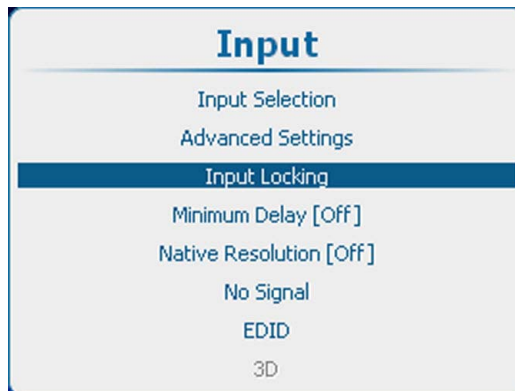 Input
Input Selection
Advanced Settings
Input Locking
Minimum Delay [Off]
Native Resolution [Off]
No Signal
EDID
3D